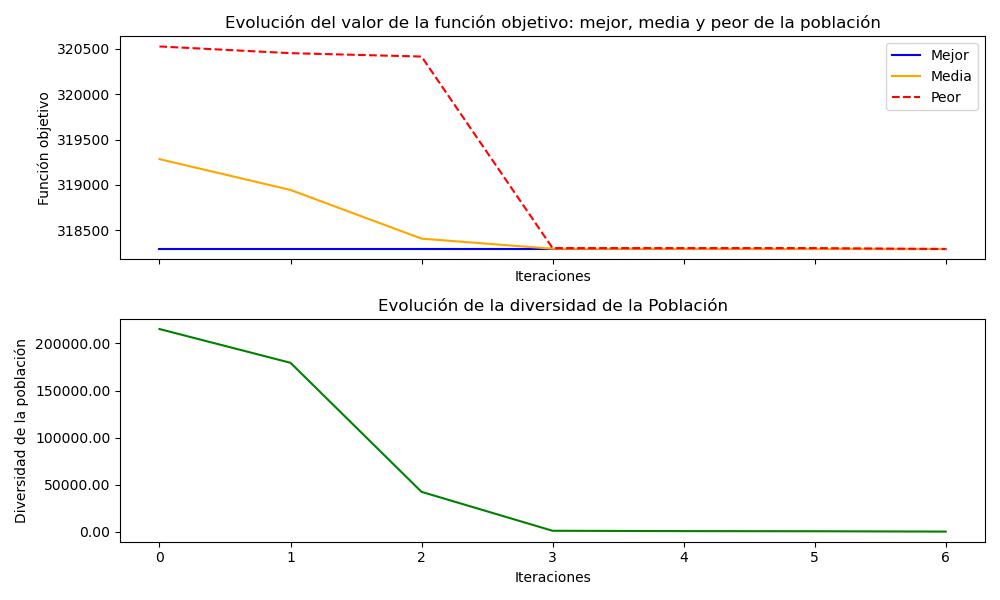 Evolución del valor de la función objetivo: mejor, media y peor de la población
320500
320000
319500
319000
318500
Función objetivo
Mejor
Media
Peor
Iteraciones
Evolución de la diversidad de la Población
200000.00
150000.00
100000.00
50000.00
0.00
Diversidad de la población
0 1 2 3 4 5 6
Iteraciones